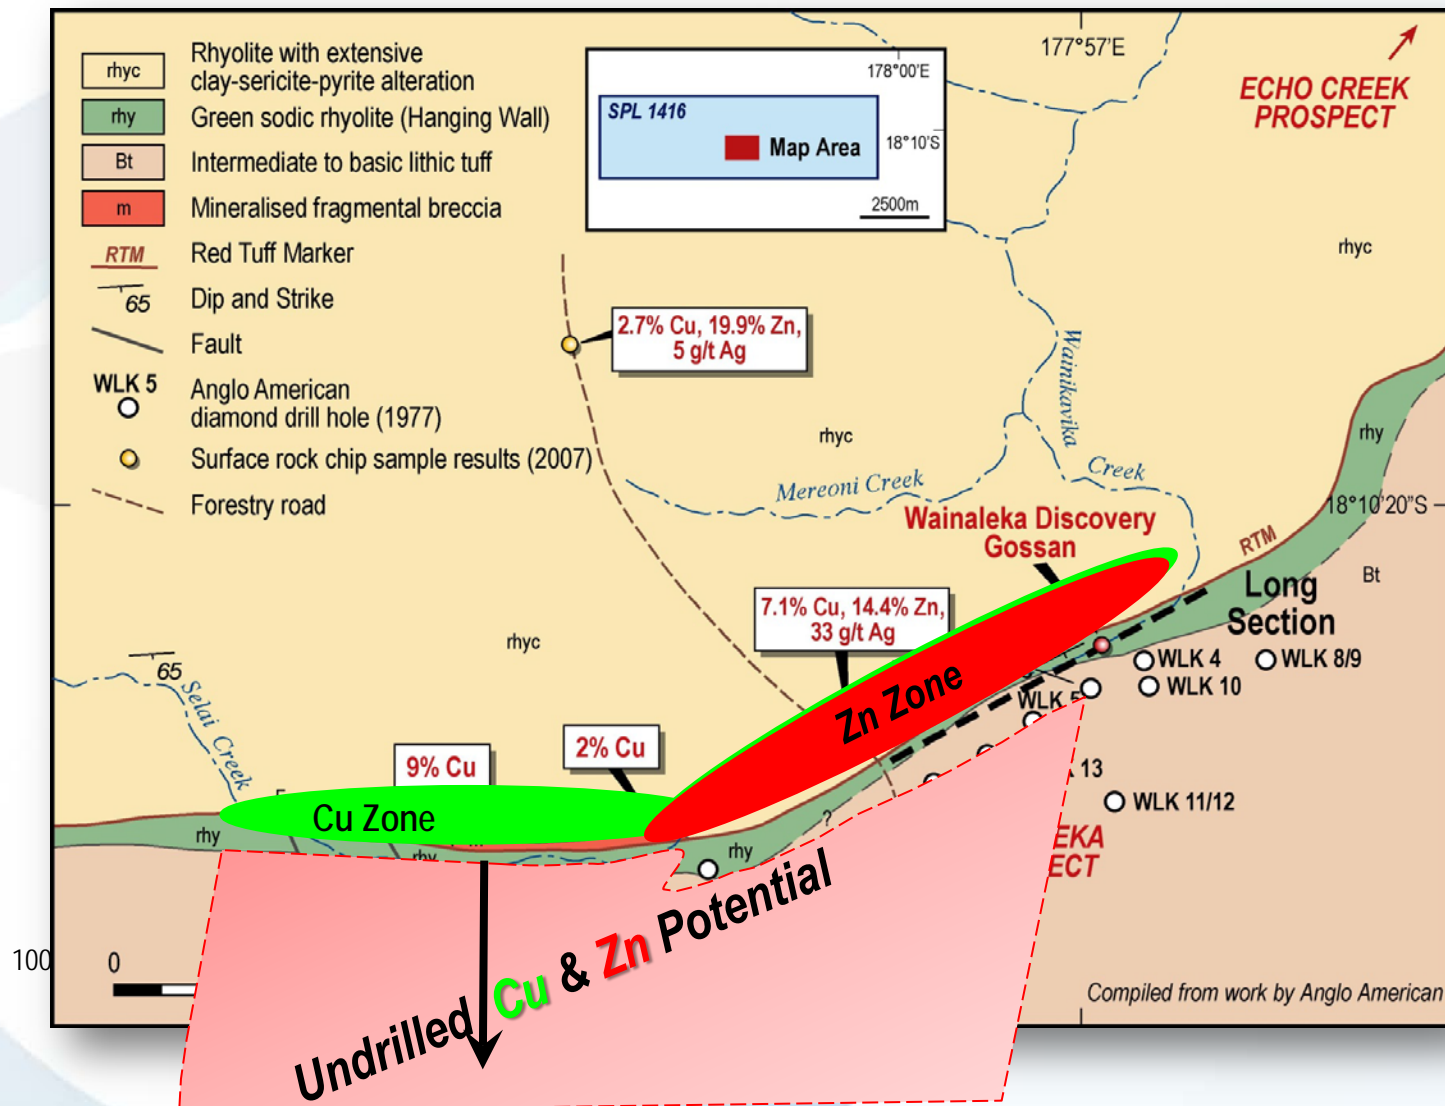 rhyc
Rhyolite with extensive
clay-sericite-pyrite alteration
rhy
Green sodic rhyolite (Hanging Wall)
Bt
Intermediate to basic lithic tuff
m
Mineralised fragmental breccia
RTM
Red Tuff Marker
65
Dip and Strike
Fault
WLK 5
Anglo American
diamond drill hole (1977)
Surface rock chip sample results (2007)
Forestry road
178°00'E
SPL 1416
Map Area
18°10'S
2500m
177°57'E
ECHO CREEK
PROSPECT
rhyc
2.7% Cu, 19.9% Zn,
5 g/t Ag
Wainikavika
Creek
rhyc
Mereoni Creek
rhy
18°10'20"S
Wainaleka Discovery
Gossan
RTM
Bt
Long
Section
7.1% Cu, 14.4% Zn,
33 g/t Ag
rhyc
65
Selai Creek
Zn Zone
WLK 4
WLK 8/9
WLK 10
WLK 5
13
WLK 11/12
9% Cu
2% Cu
Cu Zone
rhy
rhy
rhy
?
EKA
ECT
Undrilled Cu & Zn Potential
100
0
Compiled from work by Anglo American